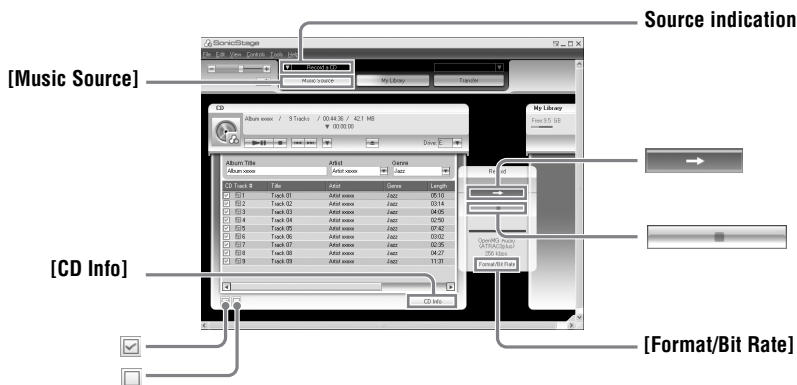 Source indication
SonicStage
File Edit View Controls Tools Help
Record a CD
[Music Source]
Music Source My Library Transfer
CD
My Library
Album xxxxx / 9 Tracks / 00:44:36 / 42.1 MB
Free 9.5 GB
00:00:00
Drive: E
Album Title Artist Genre
Album xxxxx Artist xxxxx Jazz
Record
CD Track # Title Artist Genre Length
1 Track 01 Artist xxxxx Jazz 05:10
2 Track 02 Artist xxxxx Jazz 03:14
3 Track 03 Artist xxxxx Jazz 04:05
4 Track 04 Artist xxxxx Jazz 02:50
5 Track 05 Artist xxxxx Jazz 07:42
6 Track 06 Artist xxxxx Jazz 03:02
7 Track 07 Artist xxxxx Jazz 02:35
8 Track 08 Artist xxxxx Jazz 04:27
9 Track 09 Artist xxxxx Jazz 11:31
OpenMG Audio
(ATRAC3plus)
256 kbps
Format/Bit Rate
[CD Info]
CD Info
[Format/Bit Rate]